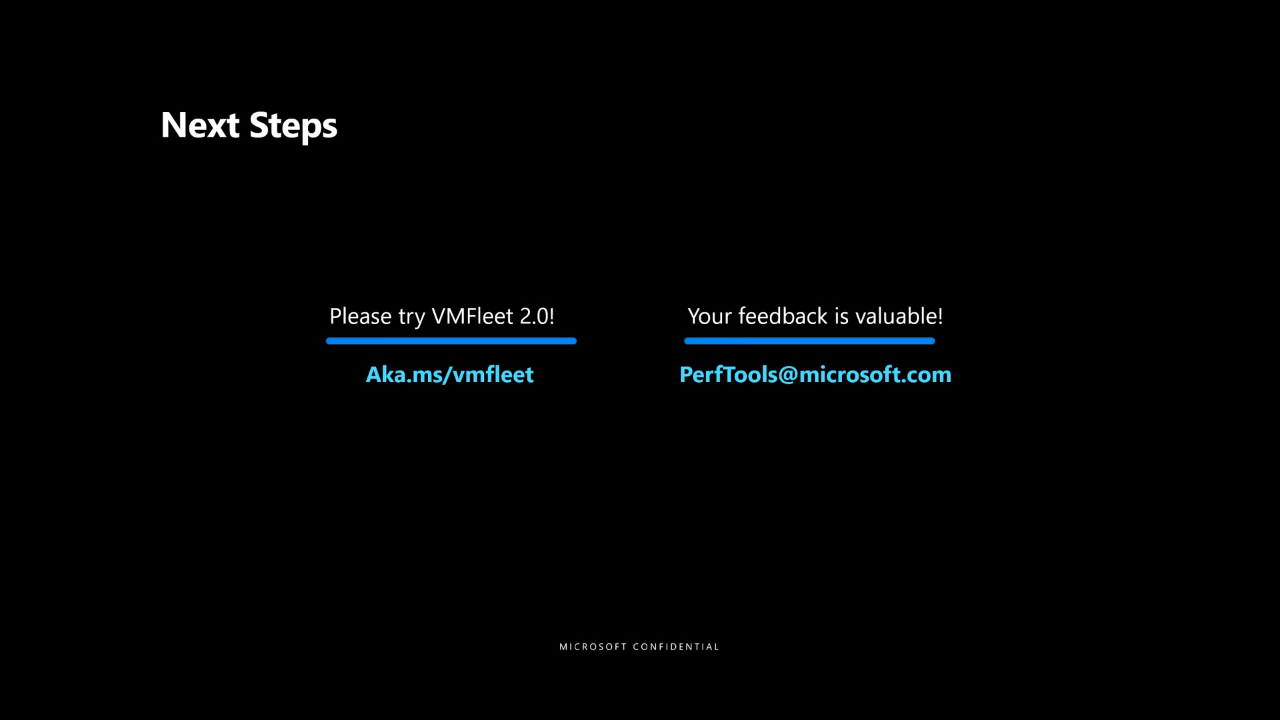 Next Steps
Please try VMFleet 2.0!
Aka.ms/vmfleet
Your feedback is valuable!
PerfTools@microsoft.com
MICROSOFT CONFIDENTIAL